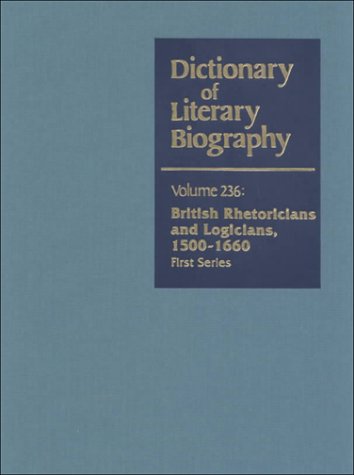 Dictionary
of
Literary
Biography
Volume 236:
British Rhetoricians
and Logicians,
1500-1660
First Series